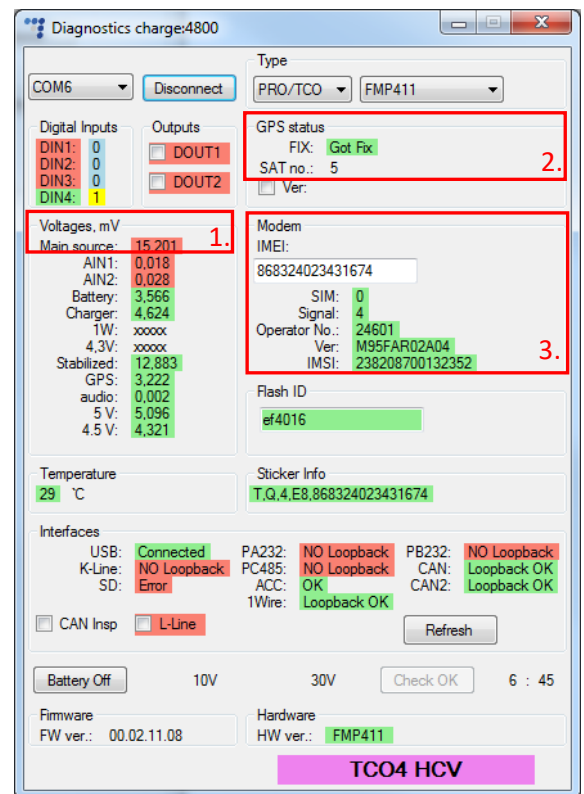 Diagnostics charge:4800
COM6 Disconnect
Type
PRO/TCO FMP411
Digital Inputs
DIN1: 0
DIN2: 0
DIN3: 0
DIN4: 1
Outputs
DOUT1
DOUT2
GPS status
FIX: Got Fix
SAT no.: 5
2.
Ver:
Voltages, mV
1.
Main source: 15,201
AIN1: 0,018
AIN2: 0,028
Battery: 3,566
Charger: 4,624
1W: xxxxx
4,3V: xxxxx
Stabilized: 12,883
GPS: 3,222
audio: 0,002
5 V: 5,096
4.5 V: 4,321
Modem
IMEI:
868324023431674
SIM: 0
Signal: 4
Operator No.: 24601
Ver: M95FAR02A04
IMSI: 238208700132352
3.
Flash ID
ef4016
Temperature
29 °C
Sticker Info
T,Q,4,E8,868324023431674
Interfaces
USB: Connected PA232: NO Loopback PB232: NO Loopback
K-Line: NO Loopback PC485: NO Loopback CAN: Loopback OK
SD: Error ACC: OK CAN2: Loopback OK
1Wire: Loopback OK
CAN Insp L-Line Refresh
Battery Off 10V 30V Check OK 6 : 45
Firmware
FW ver.: 00.02.11.08
Hardware
HW ver.: FMP411
TCO4 HCV